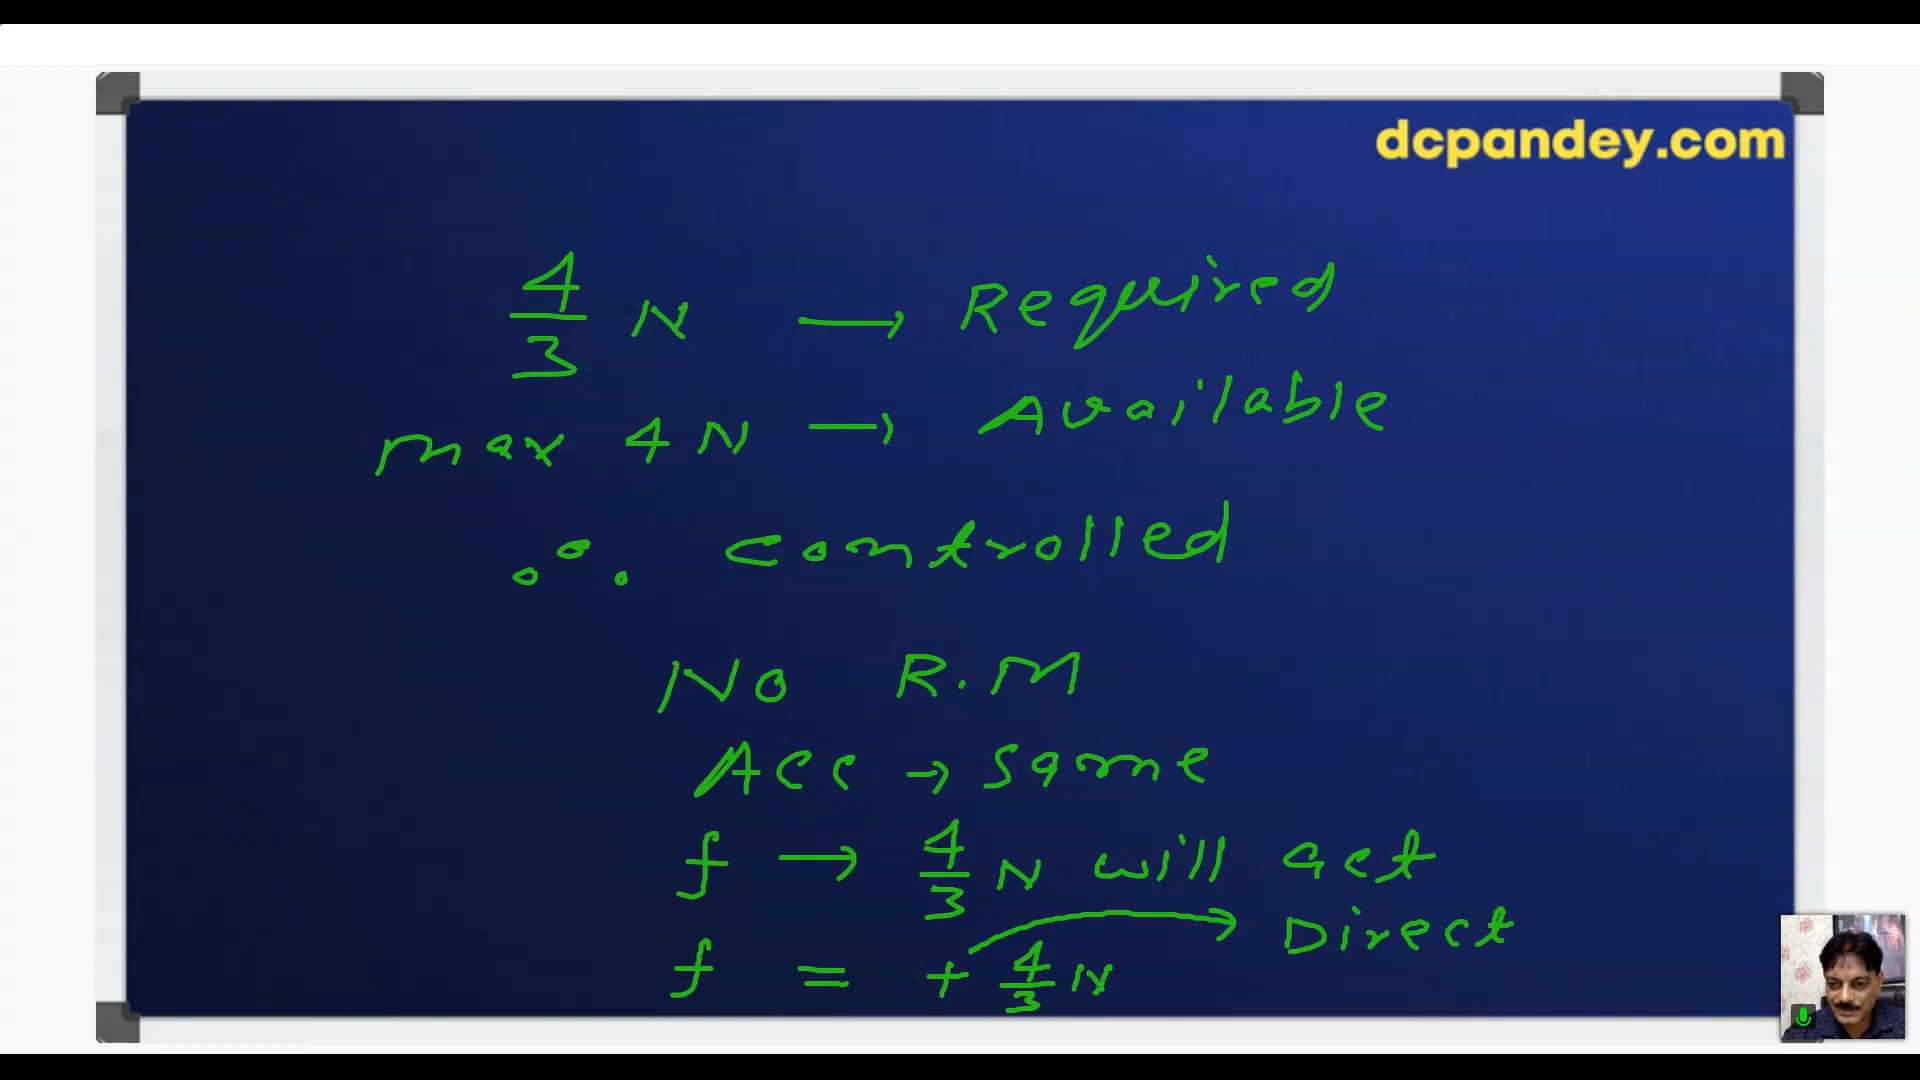 dcpandey.com
4/3 N → Required
max 4 N → Available
∴ controlled
No R.M
Acc → same
f → 4/3 N will act
f = + 4/3 N → Direct